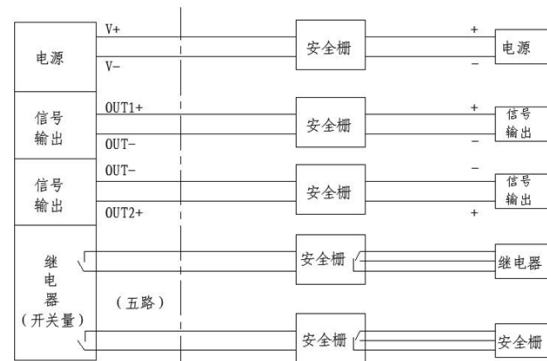 V+
电源
安全栅
+
电源
V-
-
OUT1+
信号
输出
安全栅
+
信号
输出
OUT-
-
OUT-
信号
输出
安全栅
-
信号
输出
OUT2+
+
继
电
器
(开关量)
(五路)
安全栅
继电器
安全栅
安全栅